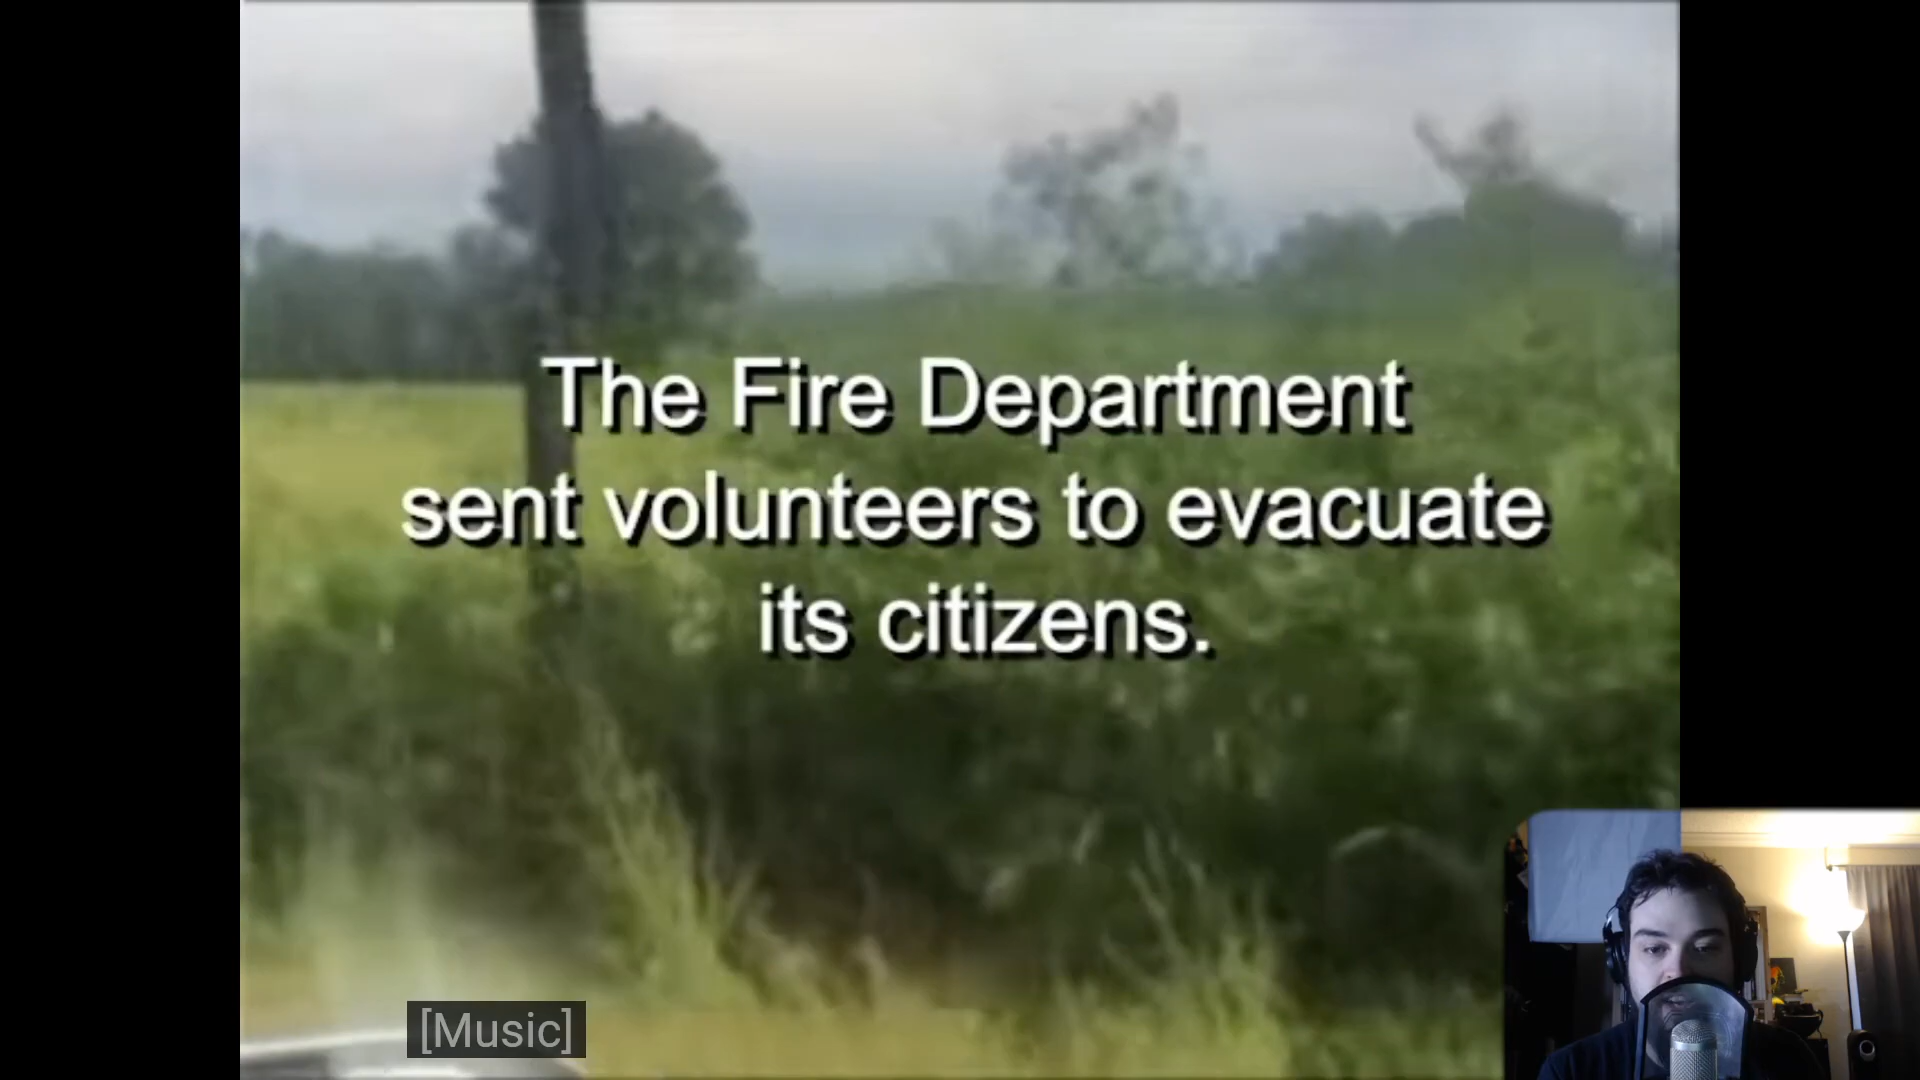 The Fire Department
sent volunteers to evacuate
its citizens.
[Music]